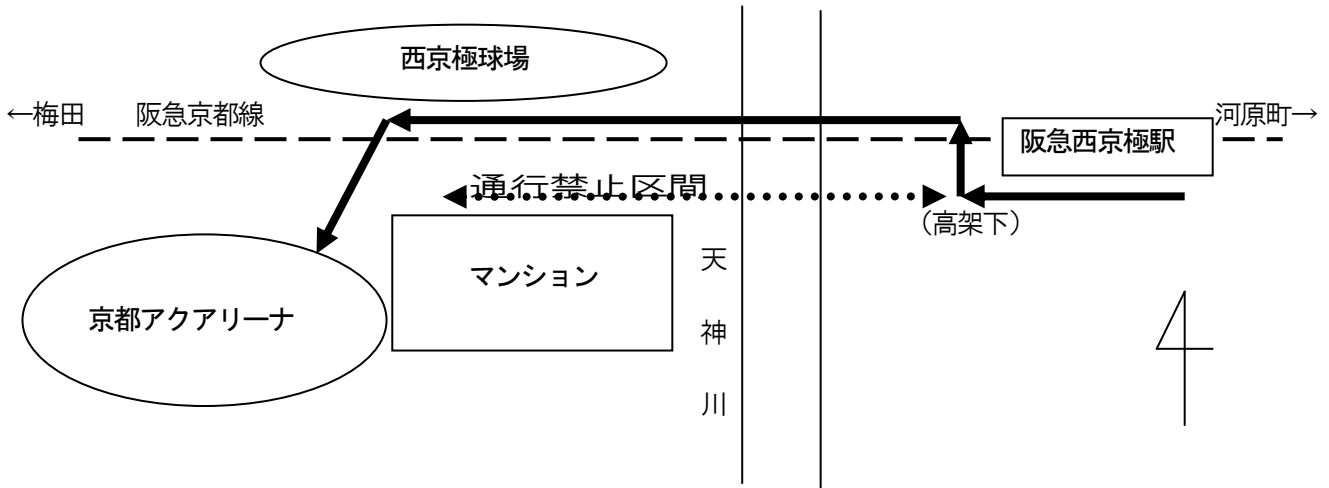 西京極球場
←梅田
阪急京都線
河原町→
阪急西京極駅
通行禁止区間
（高架下）
マンション
天神川
京都アクアリーナ